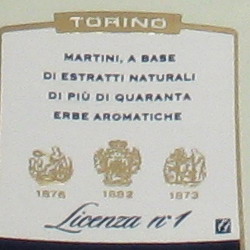 TORINO
MARTINI, A BASE
DI ESTRATTI NATURALI
DI PIÙ DI QUARANTA
ERBE AROMATICHE
1876 1882 1873
Licenza n° 1